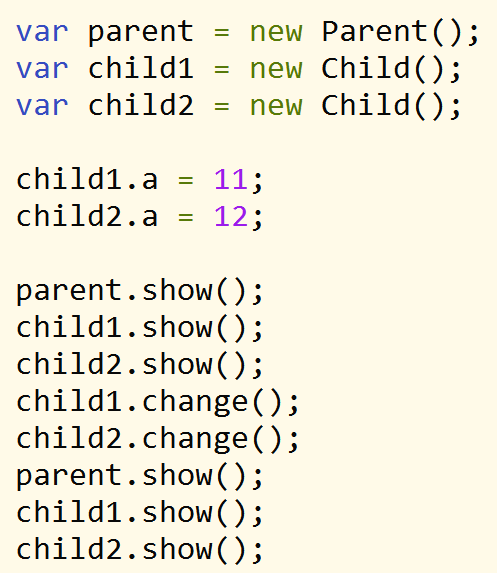 var parent = new Parent();
var child1 = new Child();
var child2 = new Child();
child1.a = 11;
child2.a = 12;
parent.show();
child1.show();
child2.show();
child1.change();
child2.change();
parent.show();
child1.show();
child2.show();